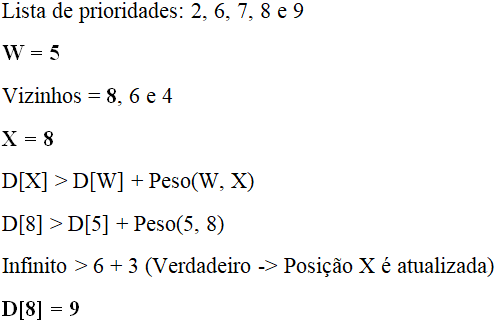 Lista de prioridades: 2, 6, 7, 8 e 9
W = 5
Vizinhos = 8, 6 e 4
X = 8
D[X] > D[W] + Peso(W, X)
D[8] > D[5] + Peso(5, 8)
Infinito > 6 + 3 (Verdadeiro -> Posição X é atualizada)
D[8] = 9